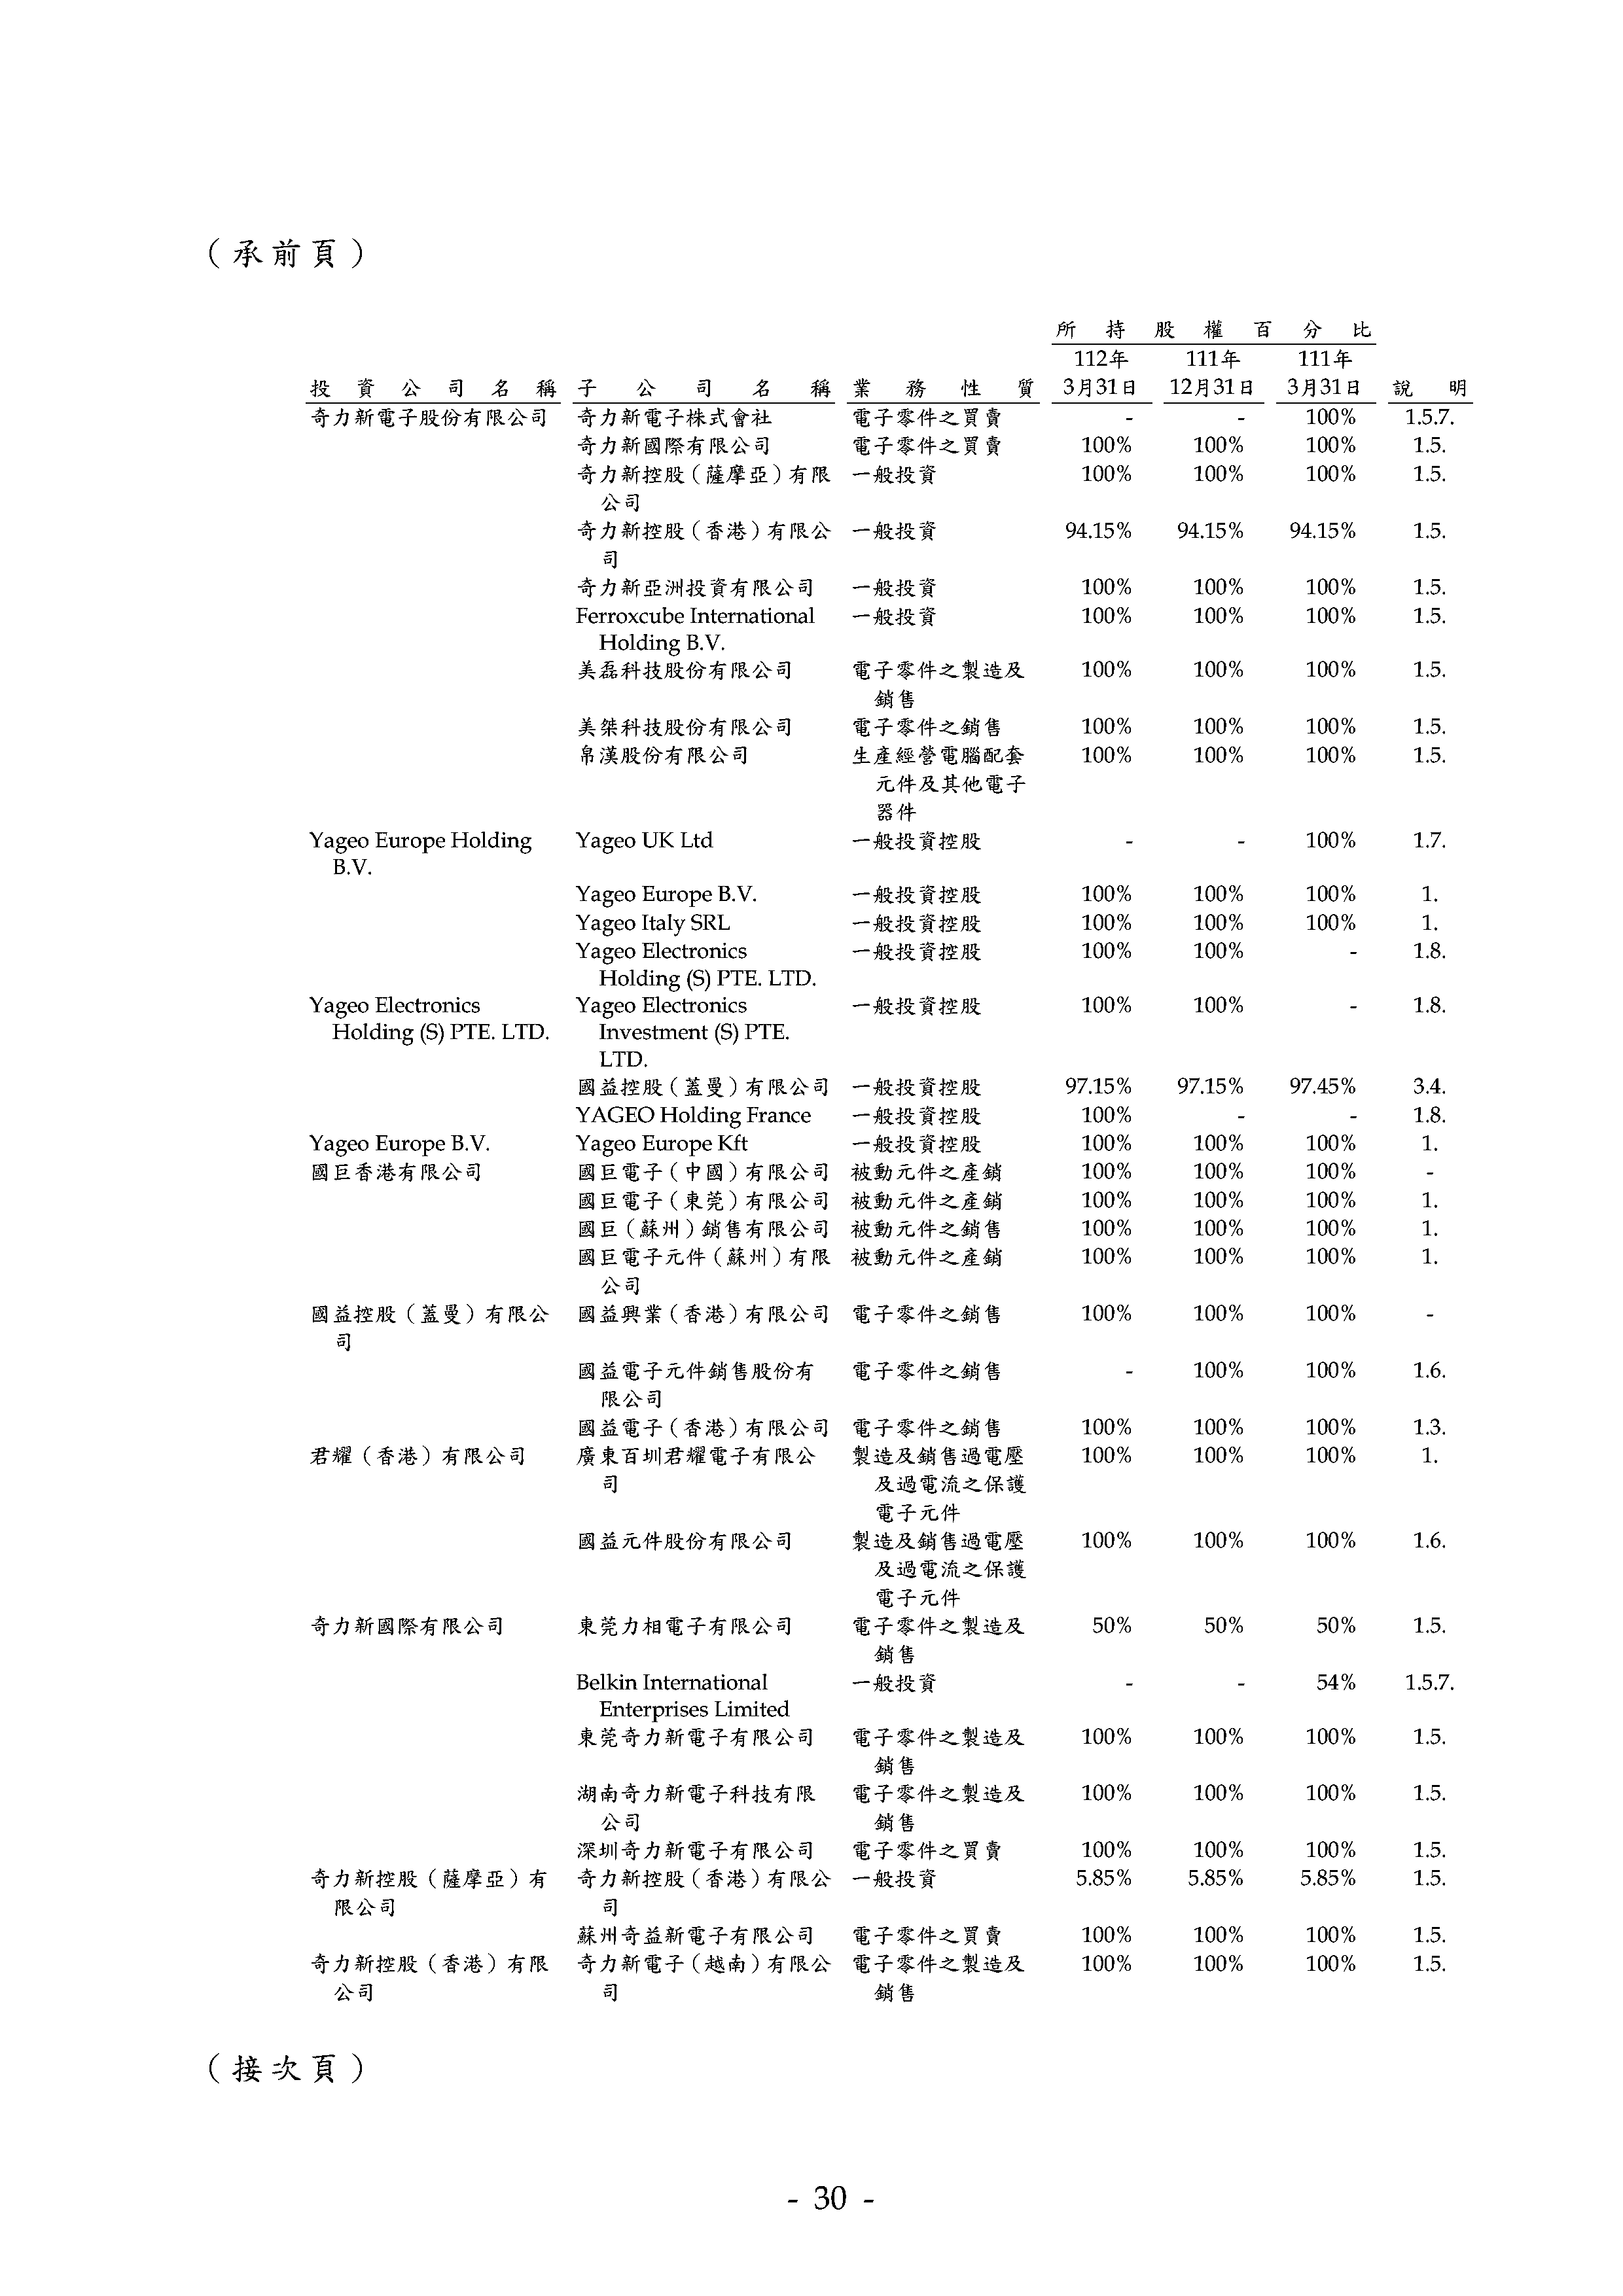 （承前頁）
所持股權百分比
112年 111年 111年
投資公司名稱 子公司名稱 業務性質 3月31日 12月31日 3月31日 說明
奇力新電子股份有限公司 奇力新電子株式會社 電子零件之買賣 - - 100% 1.5.7.
奇力新國際有限公司 電子零件之買賣 100% 100% 100% 1.5.
奇力新控股（薩摩亞）有限 一般投資 100% 100% 100% 1.5.
公司
奇力新控股（香港）有限公 一般投資 94.15% 94.15% 94.15% 1.5.
司
奇力新亞洲投資有限公司 一般投資 100% 100% 100% 1.5.
Ferroxcube International 一般投資 100% 100% 100% 1.5.
Holding B.V.
美磊科技股份有限公司 電子零件之製造及 100% 100% 100% 1.5.
銷售
美桀科技股份有限公司 電子零件之銷售 100% 100% 100% 1.5.
帛漢股份有限公司 生產經營電腦配套 100% 100% 100% 1.5.
元件及其他電子
器件
Yageo Europe Holding Yageo UK Ltd 一般投資控股 - - 100% 1.7.
B.V.
Yageo Europe B.V. 一般投資控股 100% 100% 100% 1.
Yageo Italy SRL 一般投資控股 100% 100% 100% 1.
Yageo Electronics 一般投資控股 100% 100% - 1.8.
Holding (S) PTE. LTD.
Yageo Electronics Yageo Electronics 一般投資控股 100% 100% - 1.8.
Holding (S) PTE. LTD. Investment (S) PTE.
LTD.
國益控股（蓋曼）有限公司 一般投資控股 97.15% 97.15% 97.45% 3.4.
YAGEO Holding France 一般投資控股 100% - - 1.8.
Yageo Europe B.V. Yageo Europe Kft 一般投資控股 100% 100% 100% 1.
國巨香港有限公司 國巨電子（中國）有限公司 被動元件之產銷 100% 100% 100% -
國巨電子（東莞）有限公司 被動元件之產銷 100% 100% 100% 1.
國巨（蘇州）銷售有限公司 被動元件之銷售 100% 100% 100% 1.
國巨電子元件（蘇州）有限 被動元件之產銷 100% 100% 100% 1.
公司
國益控股（蓋曼）有限公 國益興業（香港）有限公司 電子零件之銷售 100% 100% 100% -
司
國益電子元件銷售股份有 電子零件之銷售 - 100% 100% 1.6.
限公司
國益電子（香港）有限公司 電子零件之銷售 100% 100% 100% 1.3.
君耀（香港）有限公司 廣東百圳君耀電子有限公 製造及銷售過電壓 100% 100% 100% 1.
司 及過電流之保護
電子元件
國益元件股份有限公司 製造及銷售過電壓 100% 100% 100% 1.6.
及過電流之保護
電子元件
奇力新國際有限公司 東莞力相電子有限公司 電子零件之製造及 50% 50% 50% 1.5.
銷售
Belkin International 一般投資 - - 54% 1.5.7.
Enterprises Limited
東莞奇力新電子有限公司 電子零件之製造及 100% 100% 100% 1.5.
銷售
湖南奇力新電子科技有限 電子零件之製造及 100% 100% 100% 1.5.
公司 銷售
深圳奇力新電子有限公司 電子零件之買賣 100% 100% 100% 1.5.
奇力新控股（薩摩亞）有 奇力新控股（香港）有限公 一般投資 5.85% 5.85% 5.85% 1.5.
限公司 司
蘇州奇益新電子有限公司 電子零件之買賣 100% 100% 100% 1.5.
奇力新控股（香港）有限 奇力新電子（越南）有限公 電子零件之製造及 100% 100% 100% 1.5.
公司 司 銷售
（接次頁）
- 30 -